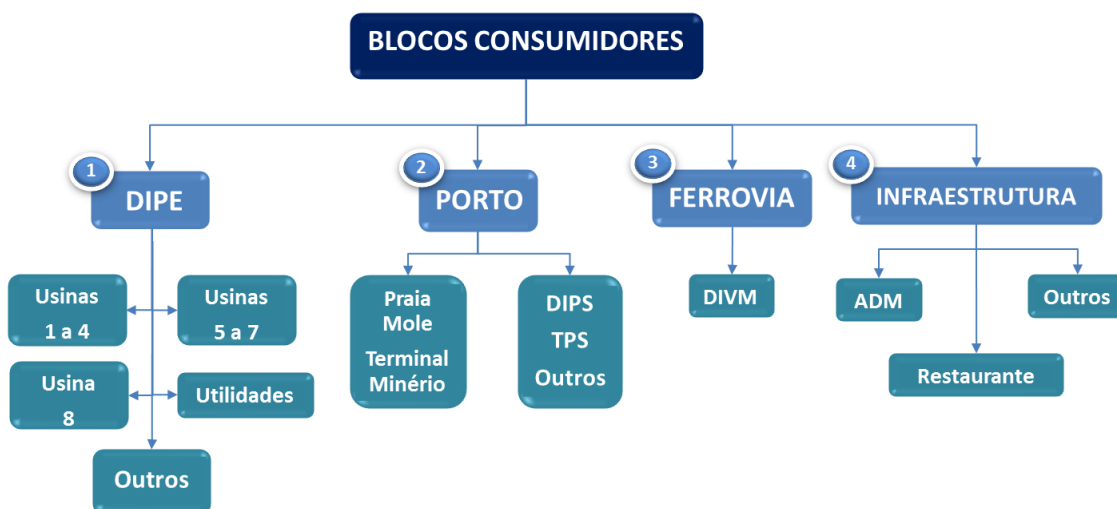 BLOCOS CONSUMIDORES
1
DIPE
2
PORTO
3
FERROVIA
4
INFRAESTRUTURA
Usinas
1 a 4
Usinas
5 a 7
Usina
8
Utilidades
Outros
Praia
Mole
Terminal
Minério
DIPS
TPS
Outros
DIVM
ADM
Outros
Restaurante